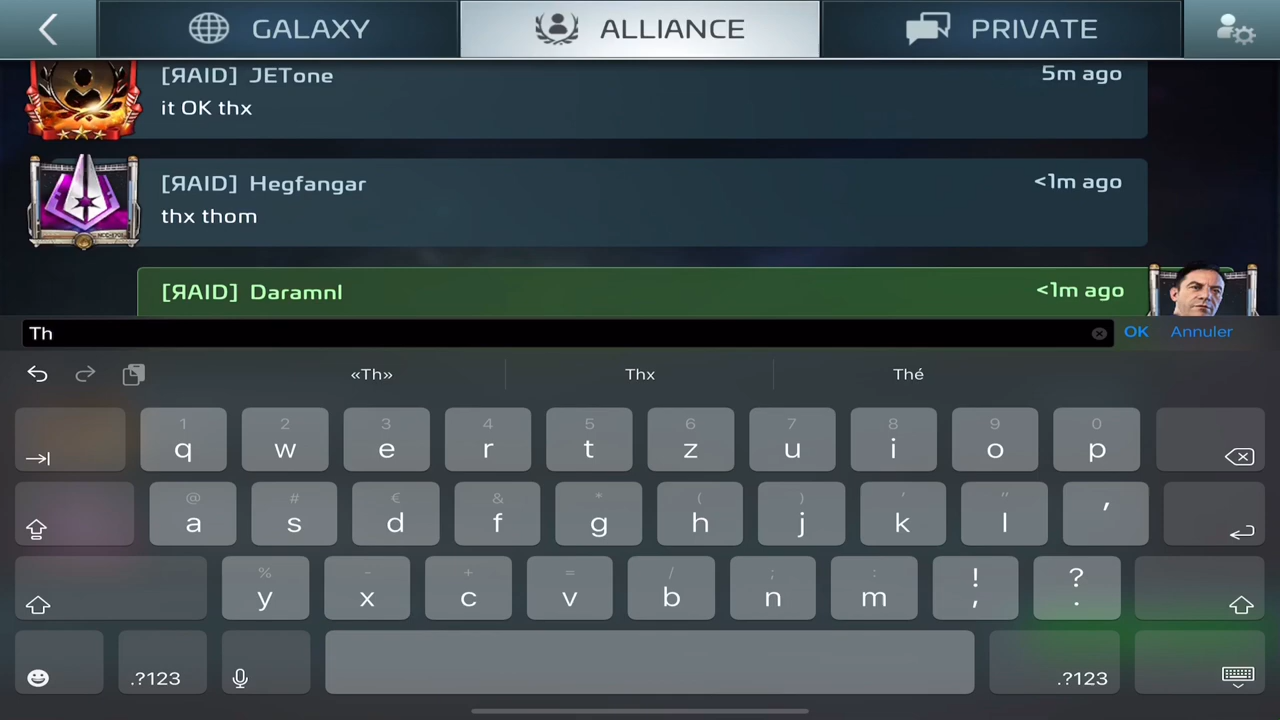 GALAXY
ALLIANCE
PRIVATE
[ЯAID] JETone
5m ago
it OK thx
[ЯAID] Hegfangar
<1m ago
thx thom
[ЯAID] Daramnl
<1m ago
Th
OK
Annuler
«Th»
Thx
Thé
1 2 3 4 5 6 7 8 9 0
q w e r t z u i o p
@ # € & * ( ) ' "
a s d f g h j k l '
% - + = / ; : ! ?
y x c v b n m , .
.?123
.?123